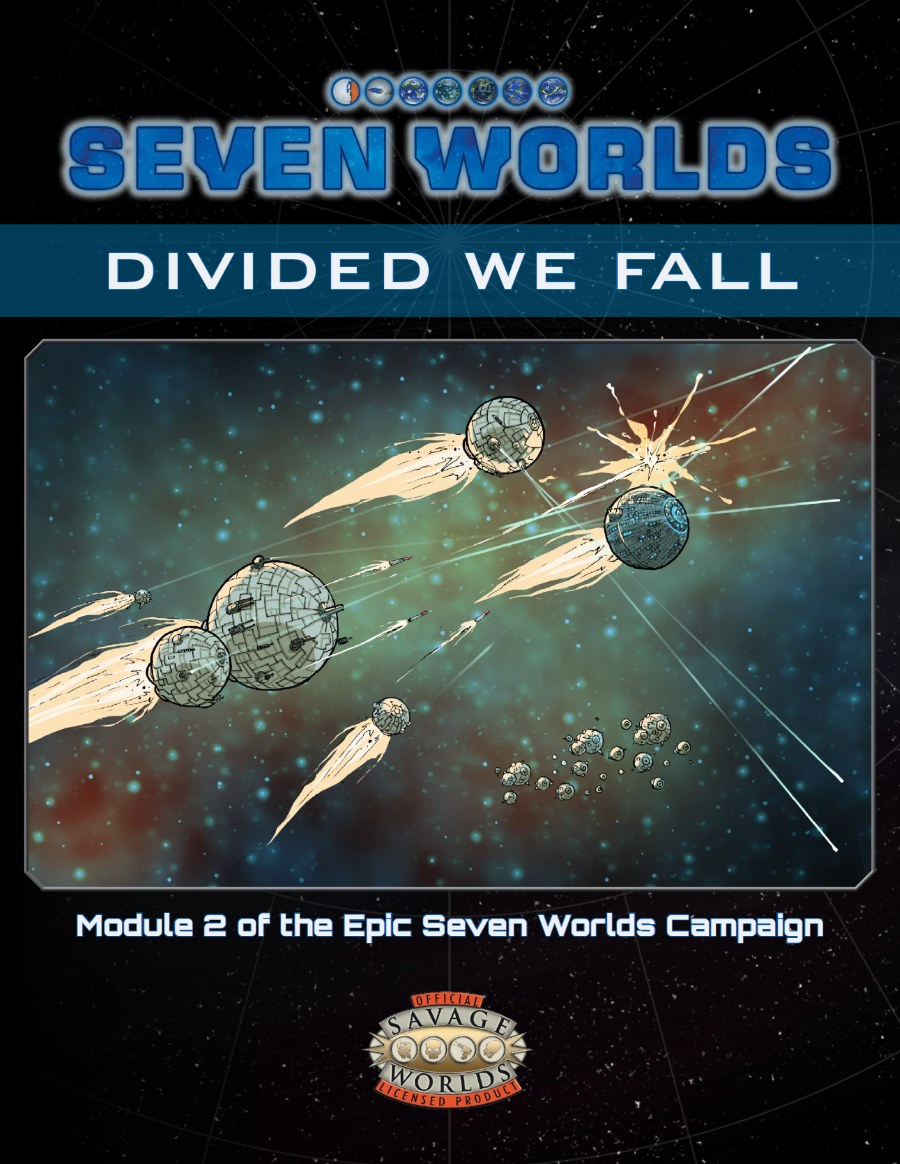 SEVEN WORLDS
DIVIDED WE FALL
Module 2 of the Epic Seven Worlds Campaign
OFFICIAL
SAVAGE
WORLDS
LICENSED PRODUCT